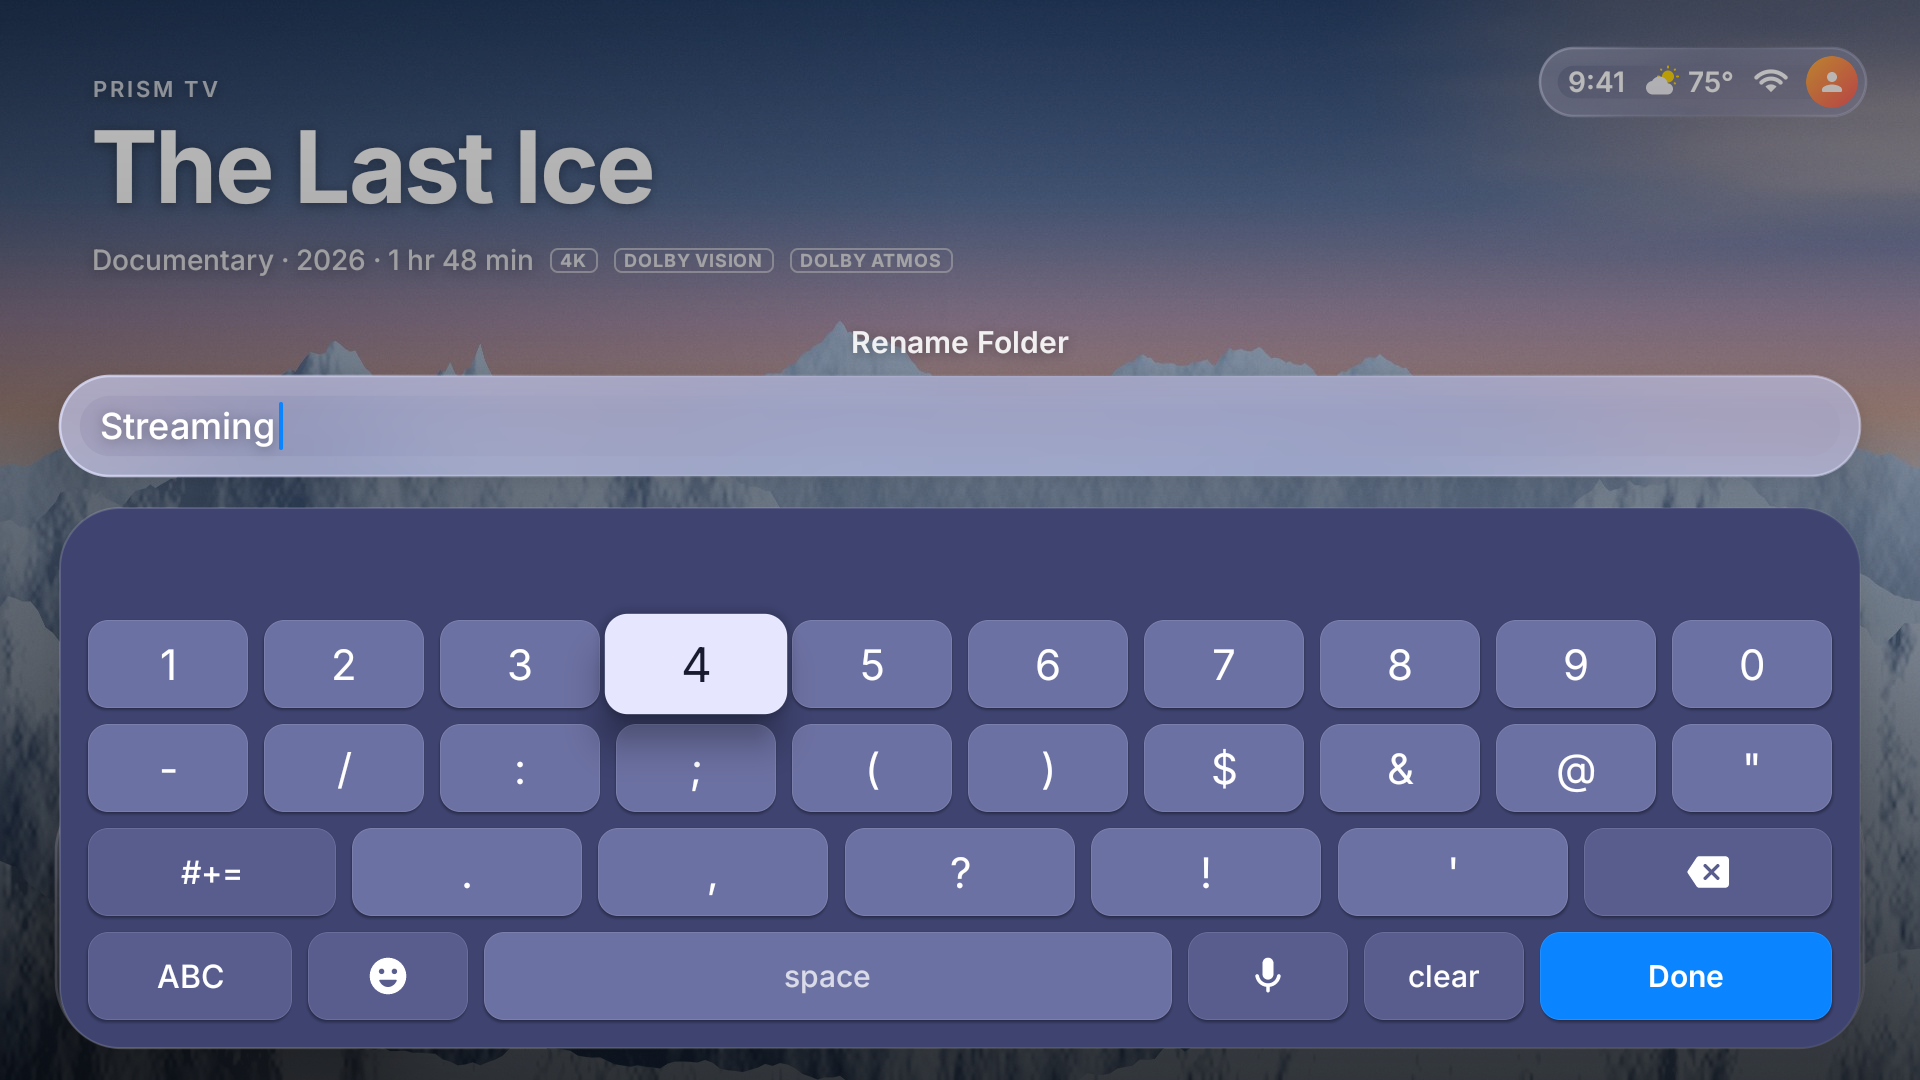 PRISM TV
9:41 75°
The Last Ice
Documentary · 2026 · 1 hr 48 min 4K DOLBY VISION DOLBY ATMOS
Rename Folder
Streaming
1 2 3 4 5 6 7 8 9 0
- / : ; ( ) $ & @ "
#+= . , ? ! '
ABC space clear Done